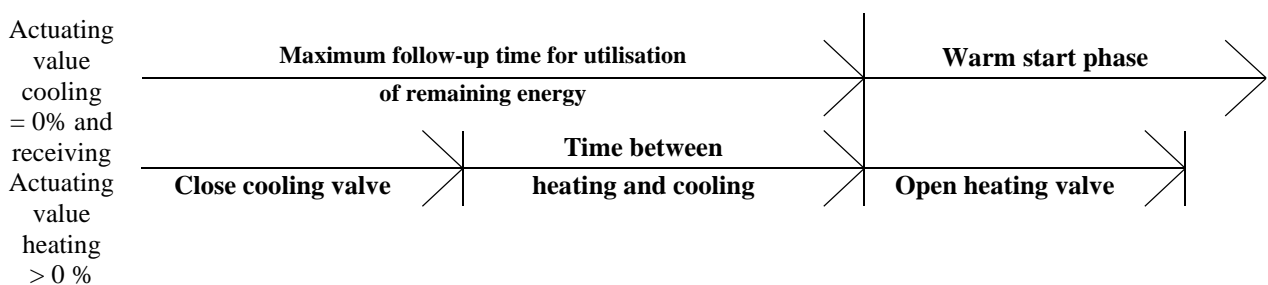 Actuating
value
cooling
= 0% and
receiving
Actuating
value
heating
> 0 %
Maximum follow-up time for utilisation
of remaining energy
Warm start phase
Close cooling valve
Time between
heating and cooling
Open heating valve